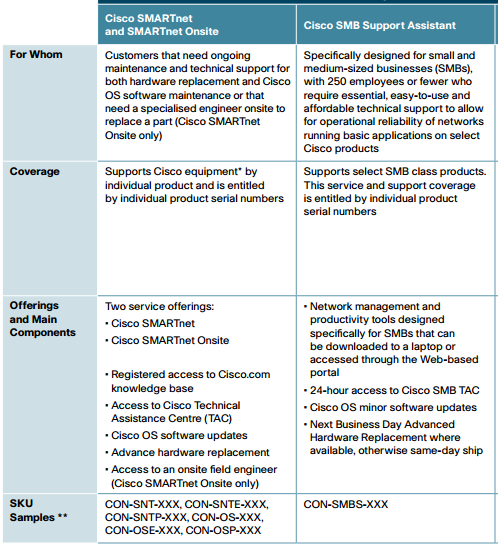 Cisco SMARTnet
and SMARTnet Onsite
Cisco SMB Support Assistant
For Whom
Customers that need ongoing
maintenance and technical support for
both hardware replacement and Cisco
OS software maintenance or that
need a specialised engineer onsite to
replace a part (Cisco SMARTnet
Onsite only)
Specifically designed for small and
medium-sized businesses (SMBs),
with 250 employees or fewer who
require essential, easy-to-use and
affordable technical support to allow
for operational reliability of networks
running basic applications on select
Cisco products
Coverage
Supports Cisco equipment* by
individual product and is entitled
by individual product serial numbers
Supports select SMB class products.
This service and support coverage
is entitled by individual product
serial numbers
Offerings
and Main
Components
Two service offerings:
• Cisco SMARTnet
• Cisco SMARTnet Onsite
• Registered access to Cisco.com
knowledge base
• Access to Cisco Technical
Assistance Centre (TAC)
• Cisco OS software updates
• Advance hardware replacement
• Access to an onsite field engineer
(Cisco SMARTnet Onsite only)
• Network management and
productivity tools designed
specifically for SMBs that can
be downloaded to a laptop or
accessed through the Web-based
portal
• 24-hour access to Cisco SMB TAC
• Cisco OS minor software updates
• Next Business Day Advanced
Hardware Replacement where
available, otherwise same-day ship
SKU
Samples **
CON-SNT-XXX, CON-SNTE-XXX,
CON-SNTP-XXX, CON-OS-XXX,
CON-OSE-XXX, CON-OSP-XXX
CON-SMBS-XXX